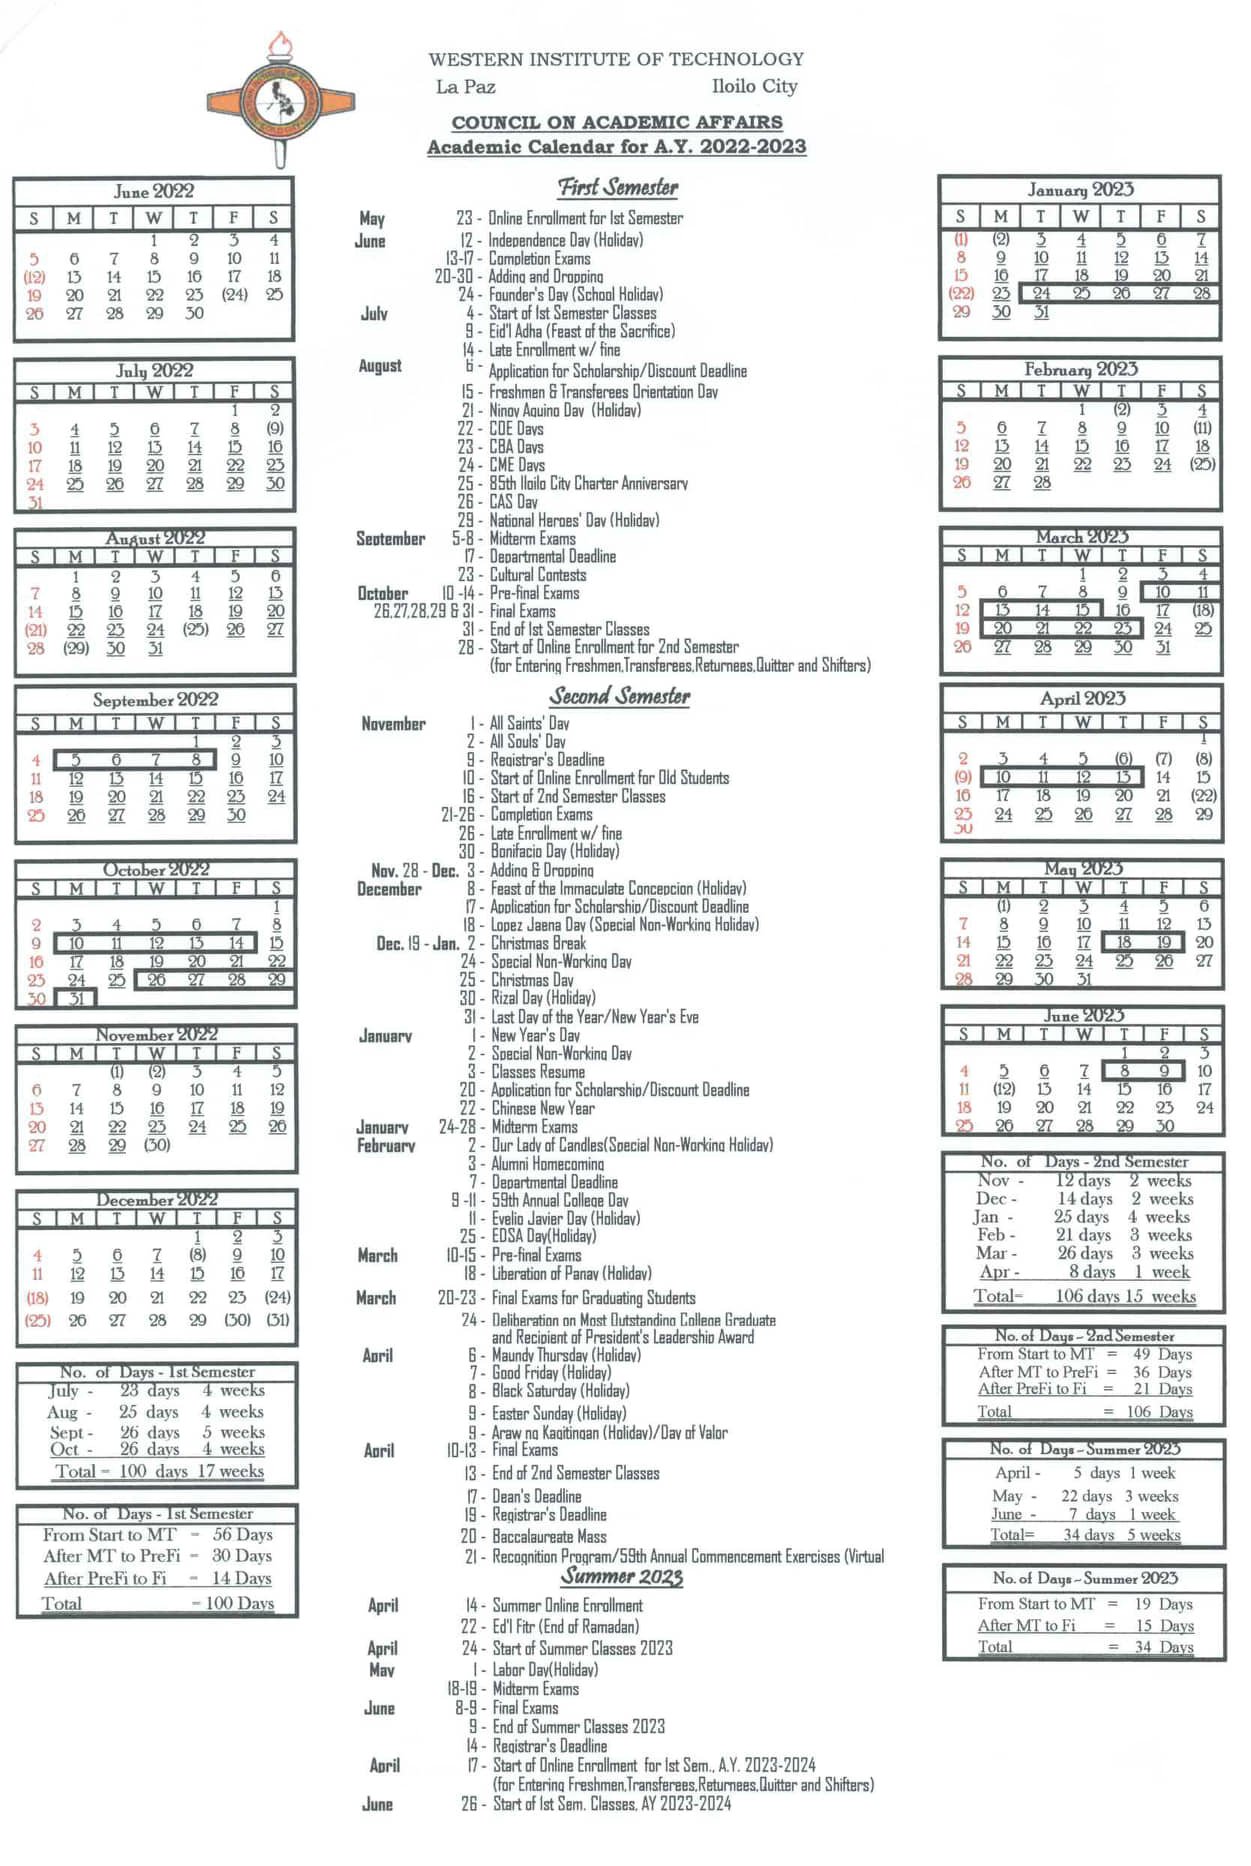 WESTERN INSTITUTE OF TECHNOLOGY
La Paz Iloilo City
COUNCIL ON ACADEMIC AFFAIRS
Academic Calendar for A.Y. 2022-2023
June 2022
S M T W T F S
1 2 3 4
5 6 7 8 9 10 11
(12) 13 14 15 16 17 18
19 20 21 22 23 (24) 25
26 27 28 29 30
July 2022
S M T W T F S
1 2
3 4 5 6 7 8 (9)
10 11 12 13 14 15 16
17 18 19 20 21 22 23
24 25 26 27 28 29 30
31
August 2022
S M T W T F S
1 2 3 4 5 6
7 8 9 10 11 12 13
14 15 16 17 18 19 20
(21) 22 23 24 (25) 26 27
28 (29) 30 31
September 2022
S M T W T F S
1 2 3
4 5 6 7 8 9 10
11 12 13 14 15 16 17
18 19 20 21 22 23 24
25 26 27 28 29 30
October 2022
S M T W T F S
1
2 3 4 5 6 7 8
9 10 11 12 13 14 15
16 17 18 19 20 21 22
23 24 25 26 27 28 29
30 31
November 2022
S M T W T F S
(1) (2) 3 4 5
6 7 8 9 10 11 12
13 14 15 16 17 18 19
20 21 22 23 24 25 26
27 28 29 (30)
December 2022
S M T W T F S
1 2 3
4 5 6 7 (8) 9 10
11 12 13 14 15 16 17
(18) 19 20 21 22 23 (24)
(25) 26 27 28 29 (30) (31)
No. of Days - 1st Semester
July - 23 days 4 weeks
Aug - 25 days 4 weeks
Sept - 26 days 5 weeks
Oct - 26 days 4 weeks
Total = 100 days 17 weeks
No. of Days - 1st Semester
From Start to MT = 56 Days
After MT to PreFi = 30 Days
After PreFi to Fi = 14 Days
Total = 100 Days
First Semester
May 23 - Online Enrollment for 1st Semester
June 12 - Independence Day (Holiday)
13-17 - Completion Exams
20-30 - Adding and Dropping
24 - Founder's Day (School Holiday)
July 4 - Start of 1st Semester Classes
9 - Eid'l Adha (Feast of the Sacrifice)
14 - Late Enrollment w/ fine
August 6 - Application for Scholarship/Discount Deadline
15 - Freshmen & Transferees Orientation Day
21 - Ninoy Aquino Day (Holiday)
22 - COE Days
23 - CBA Days
24 - CME Days
25 - 85th Iloilo City Charter Anniversary
26 - CAS Day
29 - National Heroes' Day (Holiday)
September 5-8 - Midterm Exams
17 - Departmental Deadline
23 - Cultural Contests
October 10 -14 - Pre-final Exams
26,27,28,29 & 31 - Final Exams
31 - End of 1st Semester Classes
28 - Start of Online Enrollment for 2nd Semester
(for Entering Freshmen,Transferees,Returnees,Quitter and Shifters)
Second Semester
November 1 - All Saints' Day
2 - All Souls' Day
9 - Registrar's Deadline
10 - Start of Online Enrollment for Old Students
16 - Start of 2nd Semester Classes
21-26 - Completion Exams
26 - Late Enrollment w/ fine
30 - Bonifacio Day (Holiday)
Nov. 28 - Dec. 3 - Adding & Dropping
December 8 - Feast of the Immaculate Concepcion (Holiday)
17 - Application for Scholarship/Discount Deadline
18 - Lopez Jaena Day (Special Non-Working Holiday)
Dec. 19 - Jan. 2 - Christmas Break
24 - Special Non-Working Day
25 - Christmas Day
30 - Rizal Day (Holiday)
31 - Last Day of the Year/New Year's Eve
January 1 - New Year's Day
2 - Special Non-Working Day
3 - Classes Resume
20 - Application for Scholarship/Discount Deadline
22 - Chinese New Year
January 24-28 - Midterm Exams
February 2 - Our Lady of Candles(Special Non-Working Holiday)
3 - Alumni Homecoming
7 - Departmental Deadline
9 -11 - 59th Annual College Day
11 - Evelio Javier Day (Holiday)
25 - EDSA Day(Holiday)
March 10-15 - Pre-final Exams
18 - Liberation of Panay (Holiday)
March 20-23 - Final Exams for Graduating Students
24 - Deliberation on Most Outstanding College Graduate
and Recipient of President's Leadership Award
April 6 - Maundy Thursday (Holiday)
7 - Good Friday (Holiday)
8 - Black Saturday (Holiday)
9 - Easter Sunday (Holiday)
9 - Araw ng Kagitingan (Holiday)/Day of Valor
April 10-13 - Final Exams
13 - End of 2nd Semester Classes
17 - Dean's Deadline
19 - Registrar's Deadline
20 - Baccalaureate Mass
21 - Recognition Program/59th Annual Commencement Exercises (Virtual
Summer 2023
April 14 - Summer Online Enrollment
22 - Ed'l Fitr (End of Ramadan)
April 24 - Start of Summer Classes 2023
May 1 - Labor Day(Holiday)
18-19 - Midterm Exams
June 8-9 - Final Exams
9 - End of Summer Classes 2023
14 - Registrar's Deadline
April 17 - Start of Online Enrollment for 1st Sem., A.Y. 2023-2024
(for Entering Freshmen,Transferees,Returnees,Quitter and Shifters)
June 26 - Start of 1st Sem. Classes, AY 2023-2024
January 2023
S M T W T F S
(1) (2) 3 4 5 6 7
8 9 10 11 12 13 14
15 16 17 18 19 20 21
(22) 23 24 25 26 27 28
29 30 31
February 2023
S M T W T F S
1 (2) 3 4
5 6 7 8 9 10 (11)
12 13 14 15 16 17 18
19 20 21 22 23 24 (25)
26 27 28
March 2023
S M T W T F S
1 2 3 4
5 6 7 8 9 10 11
12 13 14 15 16 17 (18)
19 20 21 22 23 24 25
26 27 28 29 30 31
April 2023
S M T W T F S
1
2 3 4 5 (6) (7) (8)
(9) 10 11 12 13 14 15
16 17 18 19 20 21 (22)
23 24 25 26 27 28 29
30
May 2023
S M T W T F S
(1) 2 3 4 5 6
7 8 9 10 11 12 13
14 15 16 17 18 19 20
21 22 23 24 25 26 27
28 29 30 31
June 2023
S M T W T F S
1 2 3
4 5 6 7 8 9 10
11 (12) 13 14 15 16 17
18 19 20 21 22 23 24
25 26 27 28 29 30
No. of Days - 2nd Semester
Nov - 12 days 2 weeks
Dec - 14 days 2 weeks
Jan - 25 days 4 weeks
Feb - 21 days 3 weeks
Mar - 26 days 3 weeks
Apr - 8 days 1 week
Total= 106 days 15 weeks
No. of Days - 2nd Semester
From Start to MT = 49 Days
After MT to PreFi = 36 Days
After PreFi to Fi = 21 Days
Total = 106 Days
No. of Days - Summer 2023
April - 5 days 1 week
May - 22 days 3 weeks
June - 7 days 1 week
Total= 34 days 5 weeks
No. of Days - Summer 2023
From Start to MT = 19 Days
After MT to Fi = 15 Days
Total = 34 Days